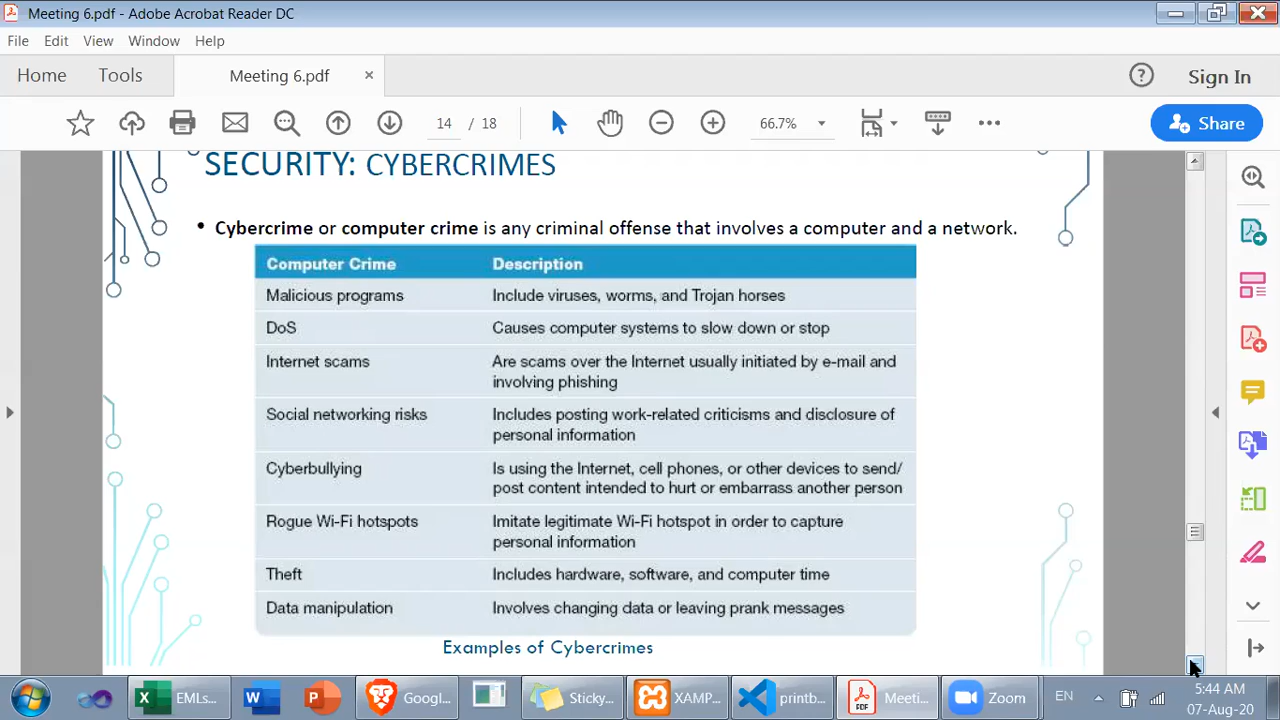 Meeting 6.pdf - Adobe Acrobat Reader DC
File Edit View Window Help
Home Tools Meeting 6.pdf × ? Sign In
14 / 18 66.7% Share
SECURITY: CYBERCRIMES
• Cybercrime or computer crime is any criminal offense that involves a computer and a network.
Computer Crime Description
Malicious programs Include viruses, worms, and Trojan horses
DoS Causes computer systems to slow down or stop
Internet scams Are scams over the Internet usually initiated by e-mail and
involving phishing
Social networking risks Includes posting work-related criticisms and disclosure of
personal information
Cyberbullying Is using the Internet, cell phones, or other devices to send/
post content intended to hurt or embarrass another person
Rogue Wi-Fi hotspots Imitate legitimate Wi-Fi hotspot in order to capture
personal information
Theft Includes hardware, software, and computer time
Data manipulation Involves changing data or leaving prank messages
Examples of Cybercrimes
EMLs... Googl... Sticky... XAMP... printb... Meeti... Zoom EN 5:44 AM
07-Aug-20